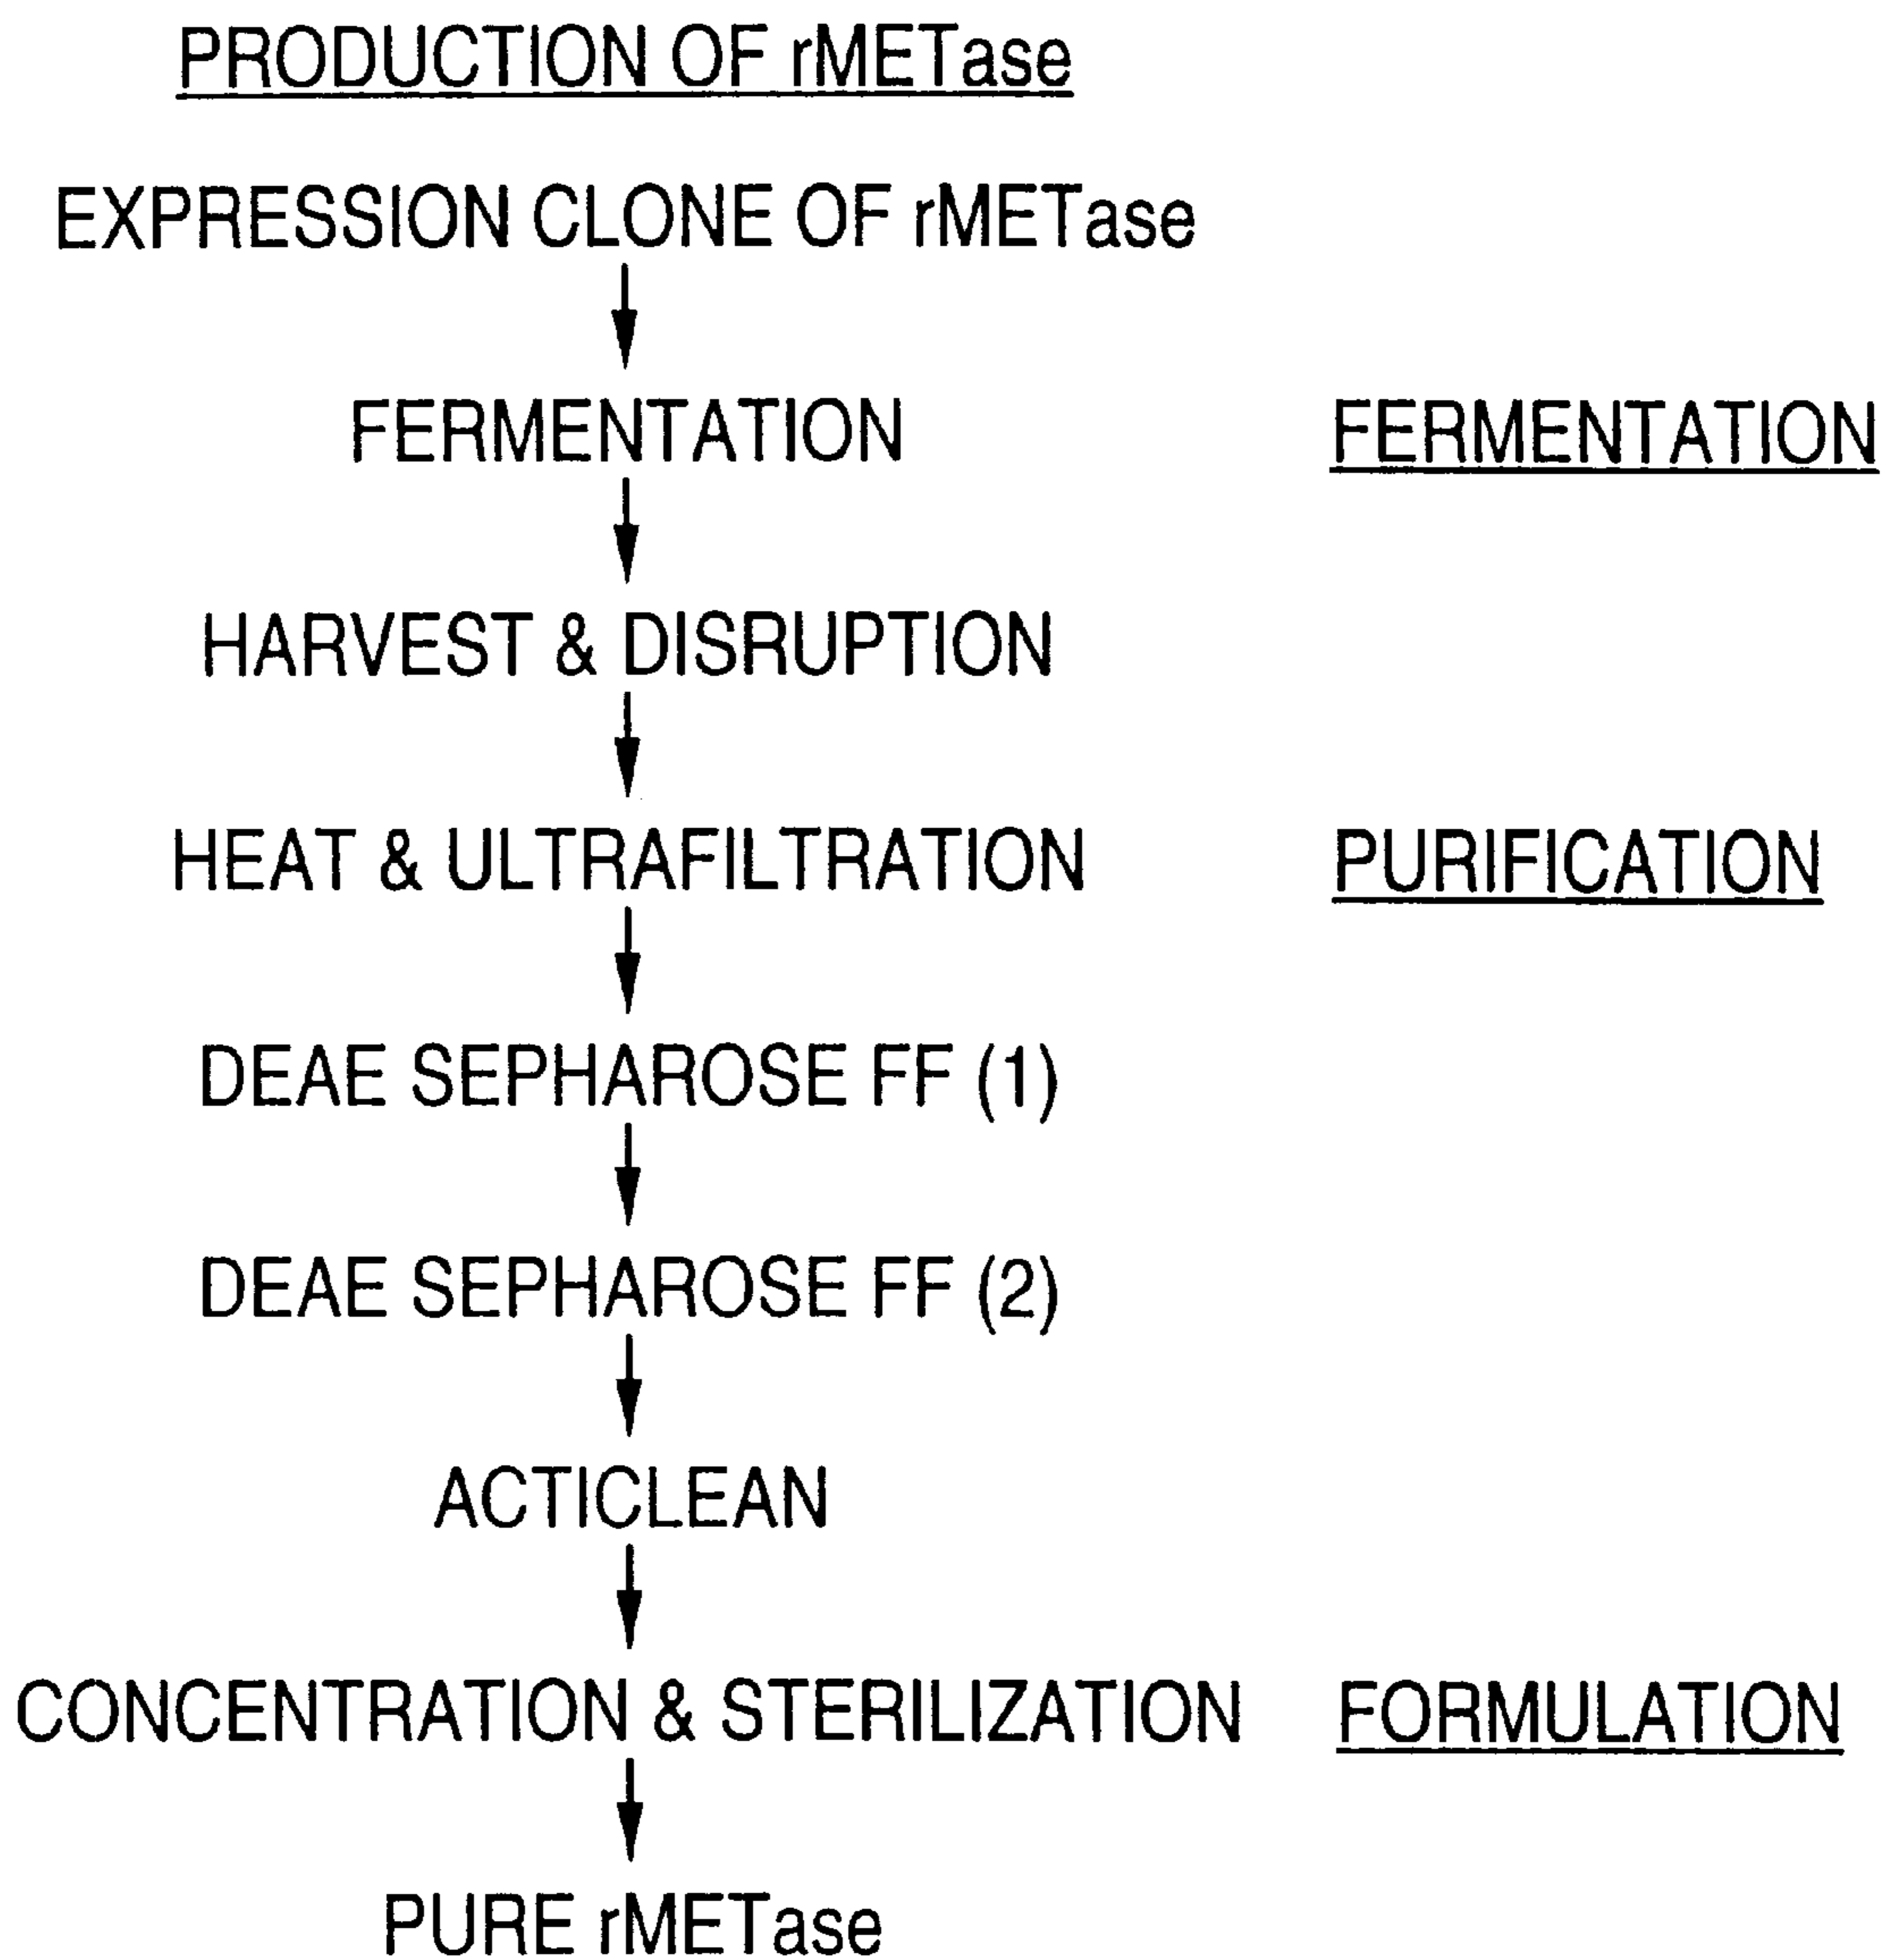 PRODUCTION OF rMETase
EXPRESSION CLONE OF rMETase
FERMENTATION FERMENTATION
HARVEST & DISRUPTION
HEAT & ULTRAFILTRATION PURIFICATION
DEAE SEPHAROSE FF (1)
DEAE SEPHAROSE FF (2)
ACTICLEAN
CONCENTRATION & STERILIZATION FORMULATION
PURE rMETase